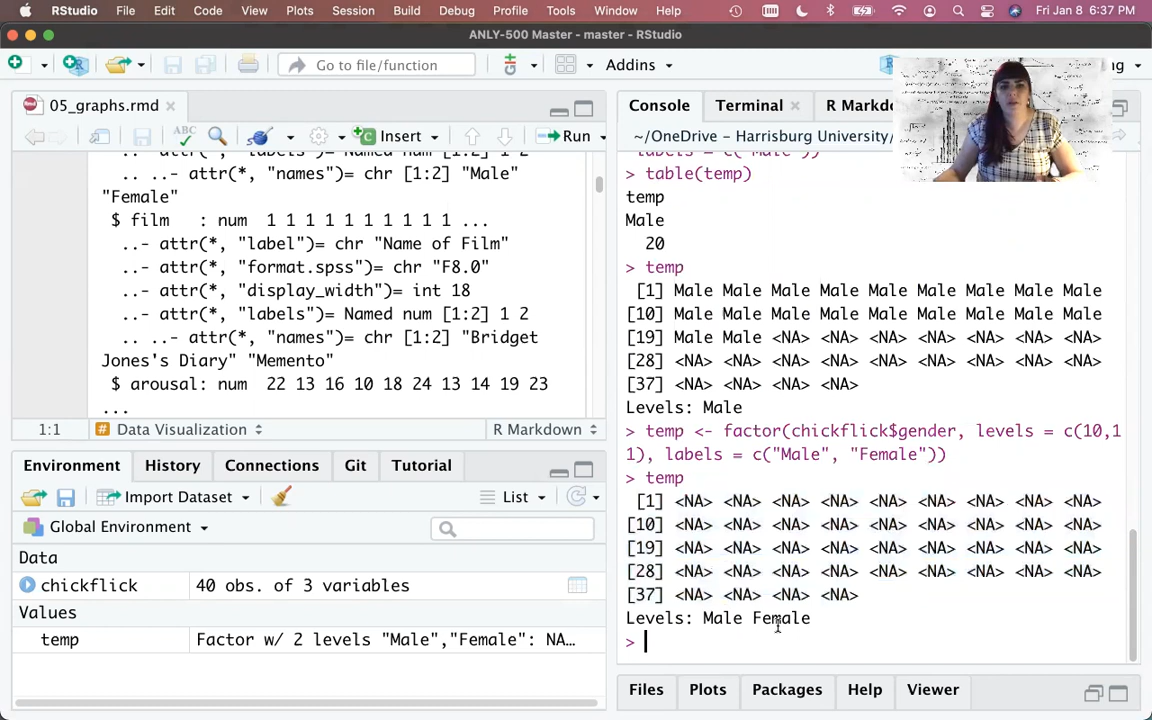 RStudio File Edit Code View Plots Session Build Debug Profile Tools Window Help Fri Jan 8 6:37 PM
ANLY-500 Master - master - RStudio
Go to file/function Addins
05_graphs.rmd
Insert Run
.. ..- attr(*, "labels")= Named num [1:2] 1 2
.. ..- attr(*, "names")= chr [1:2] "Male"
"Female"
$ film : num 1 1 1 1 1 1 1 1 1 1 ...
..- attr(*, "label")= chr "Name of Film"
..- attr(*, "format.spss")= chr "F8.0"
..- attr(*, "display_width")= int 18
..- attr(*, "labels")= Named num [1:2] 1 2
.. ..- attr(*, "names")= chr [1:2] "Bridget
Jones's Diary" "Memento"
$ arousal: num 22 13 16 10 18 24 13 14 19 23
...
1:1 # Data Visualization R Markdown
Environment History Connections Git Tutorial
Import Dataset List
Global Environment
Data
chickflick 40 obs. of 3 variables
Values
temp Factor w/ 2 levels "Male","Female": NA…
Console Terminal R Markdo
~/OneDrive - Harrisburg University/
labels = c("Male"))
> table(temp)
temp
Male
20
> temp
[1] Male Male Male Male Male Male Male Male Male
[10] Male Male Male Male Male Male Male Male Male
[19] Male Male <NA> <NA> <NA> <NA> <NA> <NA> <NA>
[28] <NA> <NA> <NA> <NA> <NA> <NA> <NA> <NA> <NA>
[37] <NA> <NA> <NA> <NA>
Levels: Male
> temp <- factor(chickflick$gender, levels = c(10,1
1), labels = c("Male", "Female"))
> temp
[1] <NA> <NA> <NA> <NA> <NA> <NA> <NA> <NA> <NA>
[10] <NA> <NA> <NA> <NA> <NA> <NA> <NA> <NA> <NA>
[19] <NA> <NA> <NA> <NA> <NA> <NA> <NA> <NA> <NA>
[28] <NA> <NA> <NA> <NA> <NA> <NA> <NA> <NA> <NA>
[37] <NA> <NA> <NA> <NA>
Levels: Male Female
>
Files Plots Packages Help Viewer